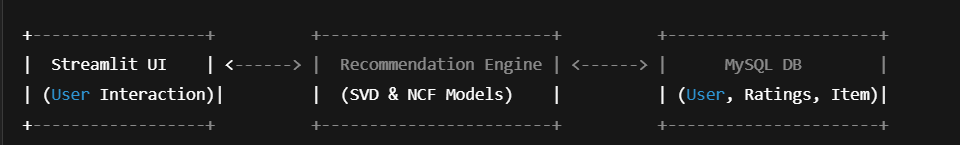 +------------------+          +------------------------+          +----------------------+
|  Streamlit UI    | <------> |  Recommendation Engine | <------> |      MySQL DB        |
| (User Interaction)|         |  (SVD & NCF Models)    |          | (User, Ratings, Item)|
+------------------+          +------------------------+          +----------------------+